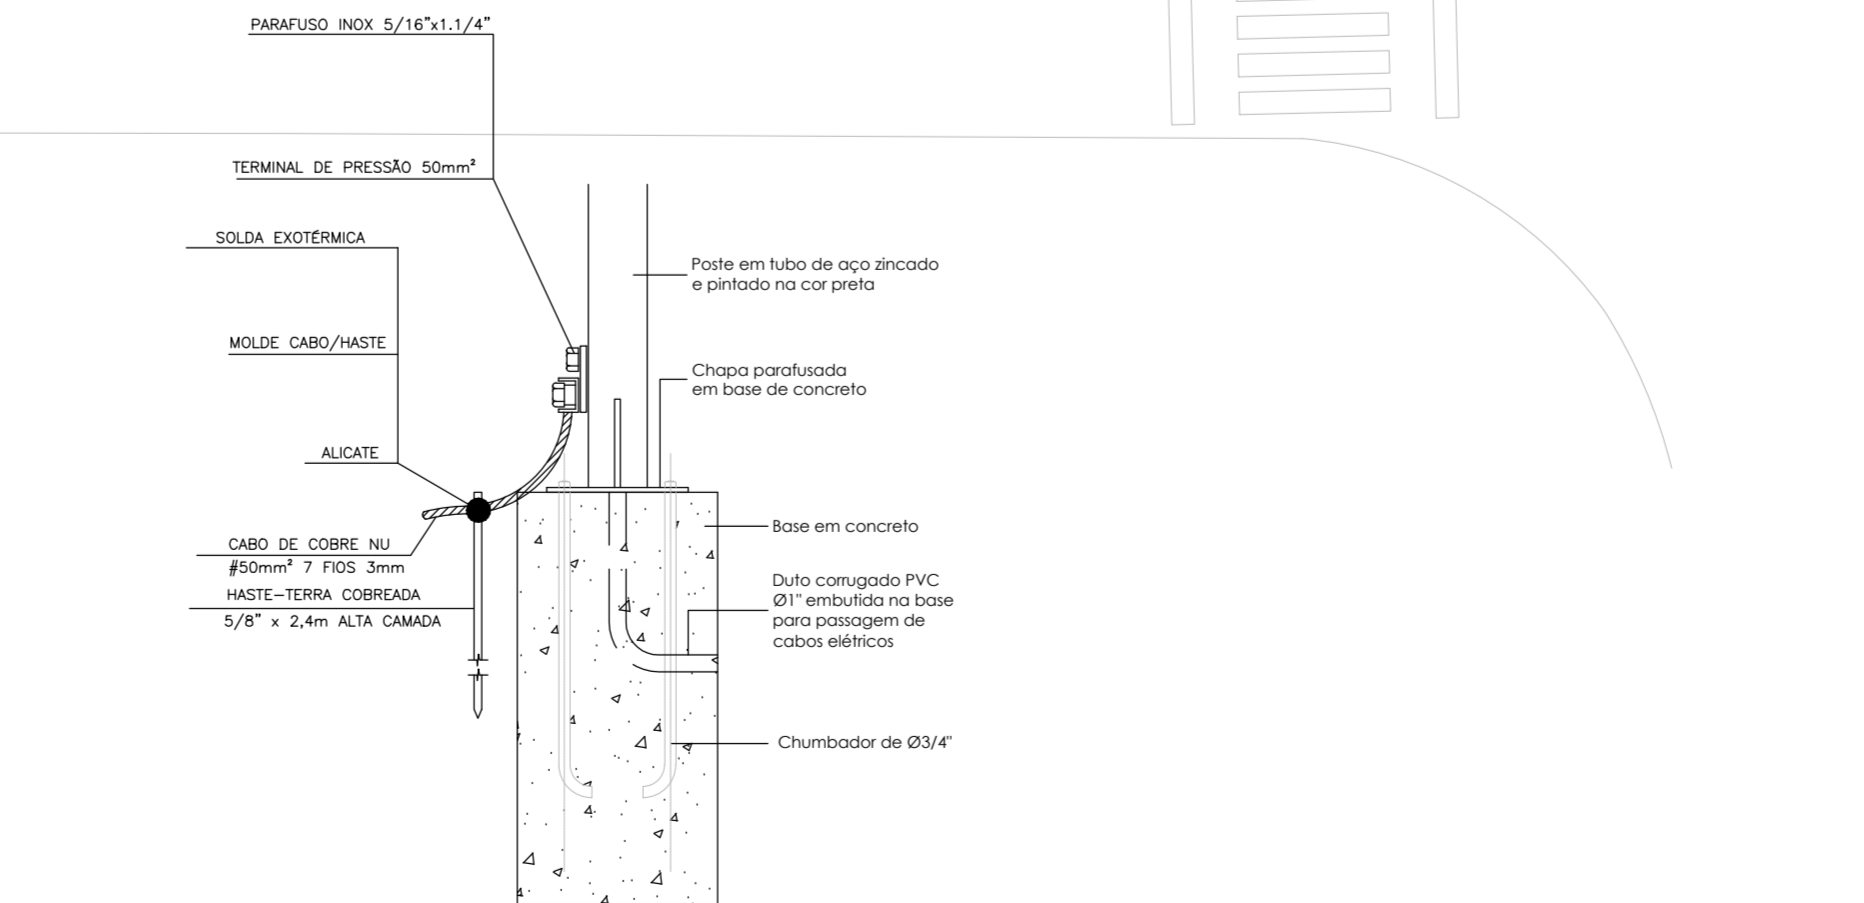 PARAFUSO INOX 5/16”x1.1/4”
TERMINAL DE PRESSÃO 50mm²
SOLDA EXOTÉRMICA
MOLDE CABO/HASTE
ALICATE
CABO DE COBRE NU
#50mm² 7 FIOS 3mm
HASTE-TERRA COBREADA
5/8” x 2,4m ALTA CAMADA
Poste em tubo de aço zincado
e pintado na cor preta
Chapa parafusada
em base de concreto
Base em concreto
Duto corrugado PVC
Ø1" embutida na base
para passagem de
cabos elétricos
Chumbador de Ø3/4"